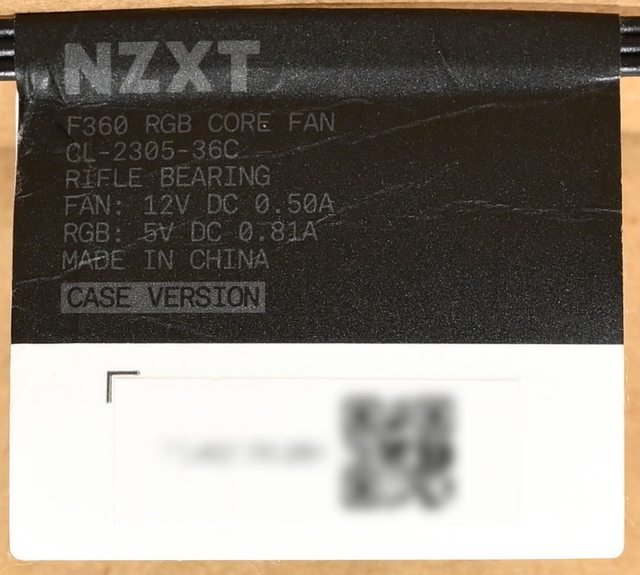 NZXT
F360 RGB CORE FAN
CL-2305-36C
RIFLE BEARING
FAN: 12V DC 0.50A
RGB: 5V DC 0.81A
MADE IN CHINA
CASE VERSION